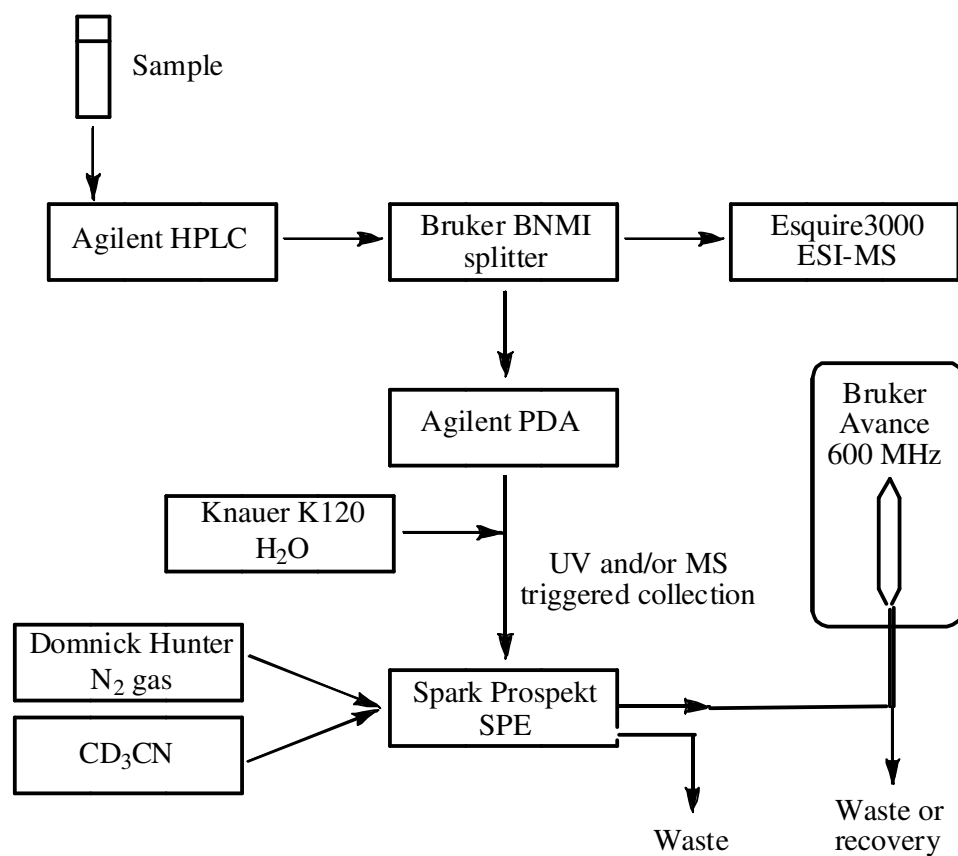 Sample
Agilent HPLC
Bruker BNMI
splitter
Esquire3000
ESI-MS
Agilent PDA
Bruker
Avance
600 MHz
Knauer K120
H₂O
UV and/or MS
triggered collection
Domnick Hunter
N₂ gas
CD₃CN
Spark Prospekt
SPE
Waste
Waste or
recovery